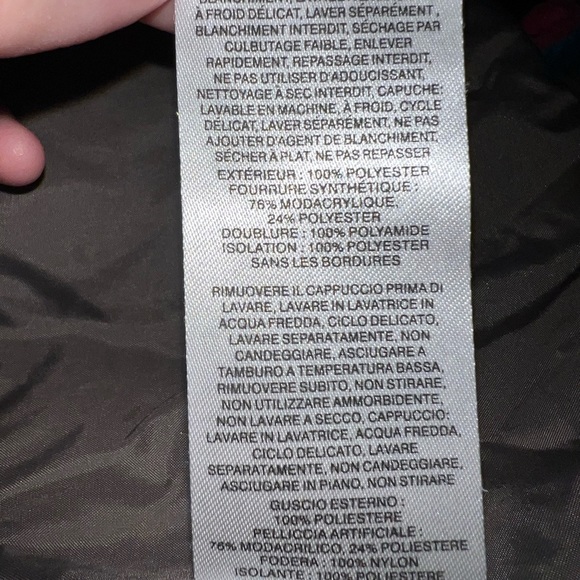 À FROID DÉLICAT, LAVER SÉPARÉMENT,
BLANCHIMENT INTERDIT, SÉCHAGE PAR
CULBUTAGE FAIBLE, ENLEVER
RAPIDEMENT, REPASSAGE INTERDIT,
NE PAS UTILISER D'ADOUCISSANT,
NETTOYAGE À SEC INTERDIT, CAPUCHE:
LAVABLE EN MACHINE, À FROID, CYCLE
DÉLICAT, LAVER SÉPARÉMENT, NE PAS
AJOUTER D'AGENT DE BLANCHIMENT,
SÉCHER À PLAT, NE PAS REPASSER
EXTÉRIEUR : 100% POLYESTER
FOURRURE SYNTHÉTIQUE :
76% MODACRYLIQUE,
24% POLYESTER
DOUBLURE : 100% POLYAMIDE
ISOLATION : 100% POLYESTER
SANS LES BORDURES
RIMUOVERE IL CAPPUCCIO PRIMA DI
LAVARE, LAVARE IN LAVATRICE IN
ACQUA FREDDA, CICLO DELICATO,
LAVARE SEPARATAMENTE, NON
CANDEGGIARE, ASCIUGARE A
TAMBURO A TEMPERATURA BASSA,
RIMUOVERE SUBITO, NON STIRARE,
NON UTILIZZARE AMMORBIDENTE,
NON LAVARE A SECCO, CAPPUCCIO:
LAVARE IN LAVATRICE, ACQUA FREDDA,
CICLO DELICATO, LAVARE
SEPARATAMENTE, NON CANDEGGIARE,
ASCIUGARE IN PIANO, NON STIRARE
GUSCIO ESTERNO :
100% POLIESTERE
PELLICCIA ARTIFICIALE :
76% MODACRILICO, 24% POLIESTERE
FODERA : 100% NYLON
ISOLANTE : 100% POLIESTERE